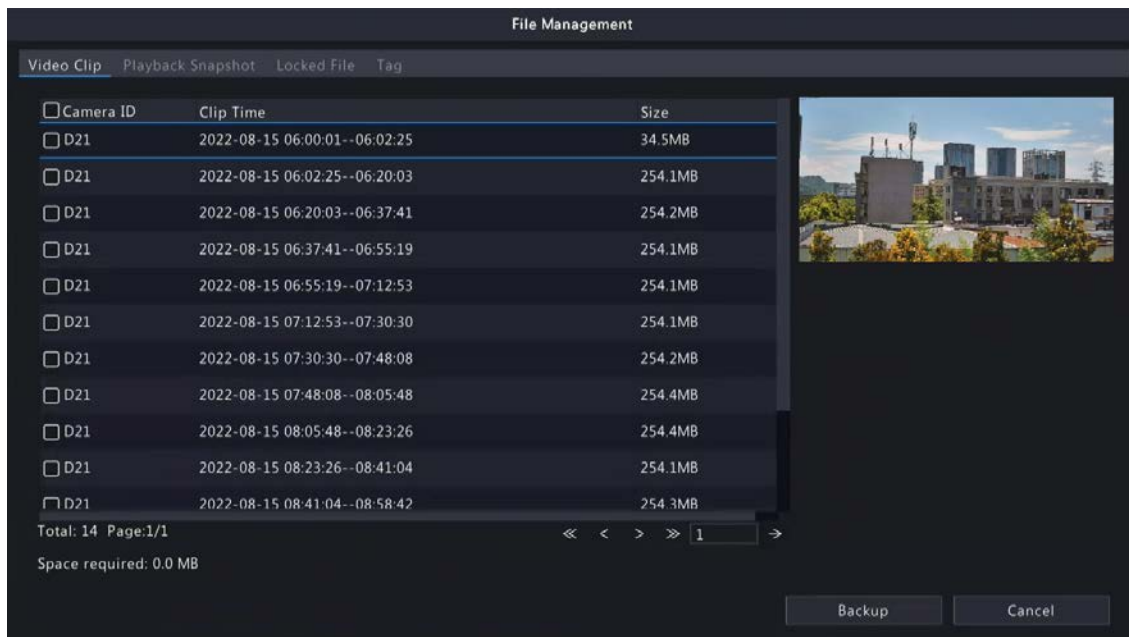 File Management
Video Clip Playback Snapshot Locked File Tag
Camera ID Clip Time Size
D21 2022-08-15 06:00:01--06:02:25 34.5MB
D21 2022-08-15 06:02:25--06:20:03 254.1MB
D21 2022-08-15 06:20:03--06:37:41 254.2MB
D21 2022-08-15 06:37:41--06:55:19 254.1MB
D21 2022-08-15 06:55:19--07:12:53 254.1MB
D21 2022-08-15 07:12:53--07:30:30 254.1MB
D21 2022-08-15 07:30:30--07:48:08 254.2MB
D21 2022-08-15 07:48:08--08:05:48 254.4MB
D21 2022-08-15 08:05:48--08:23:26 254.4MB
D21 2022-08-15 08:23:26--08:41:04 254.1MB
D21 2022-08-15 08:41:04--08:58:42 254.3MB
Total: 14 Page:1/1 1
Space required: 0.0 MB
Backup Cancel